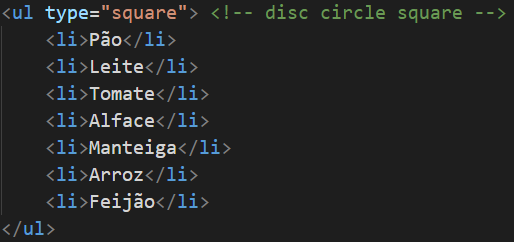 <ul type="square"> <!-- disc circle square -->
<li>Pão</li>
<li>Leite</li>
<li>Tomate</li>
<li>Alface</li>
<li>Manteiga</li>
<li>Arroz</li>
<li>Feijão</li>
</ul>